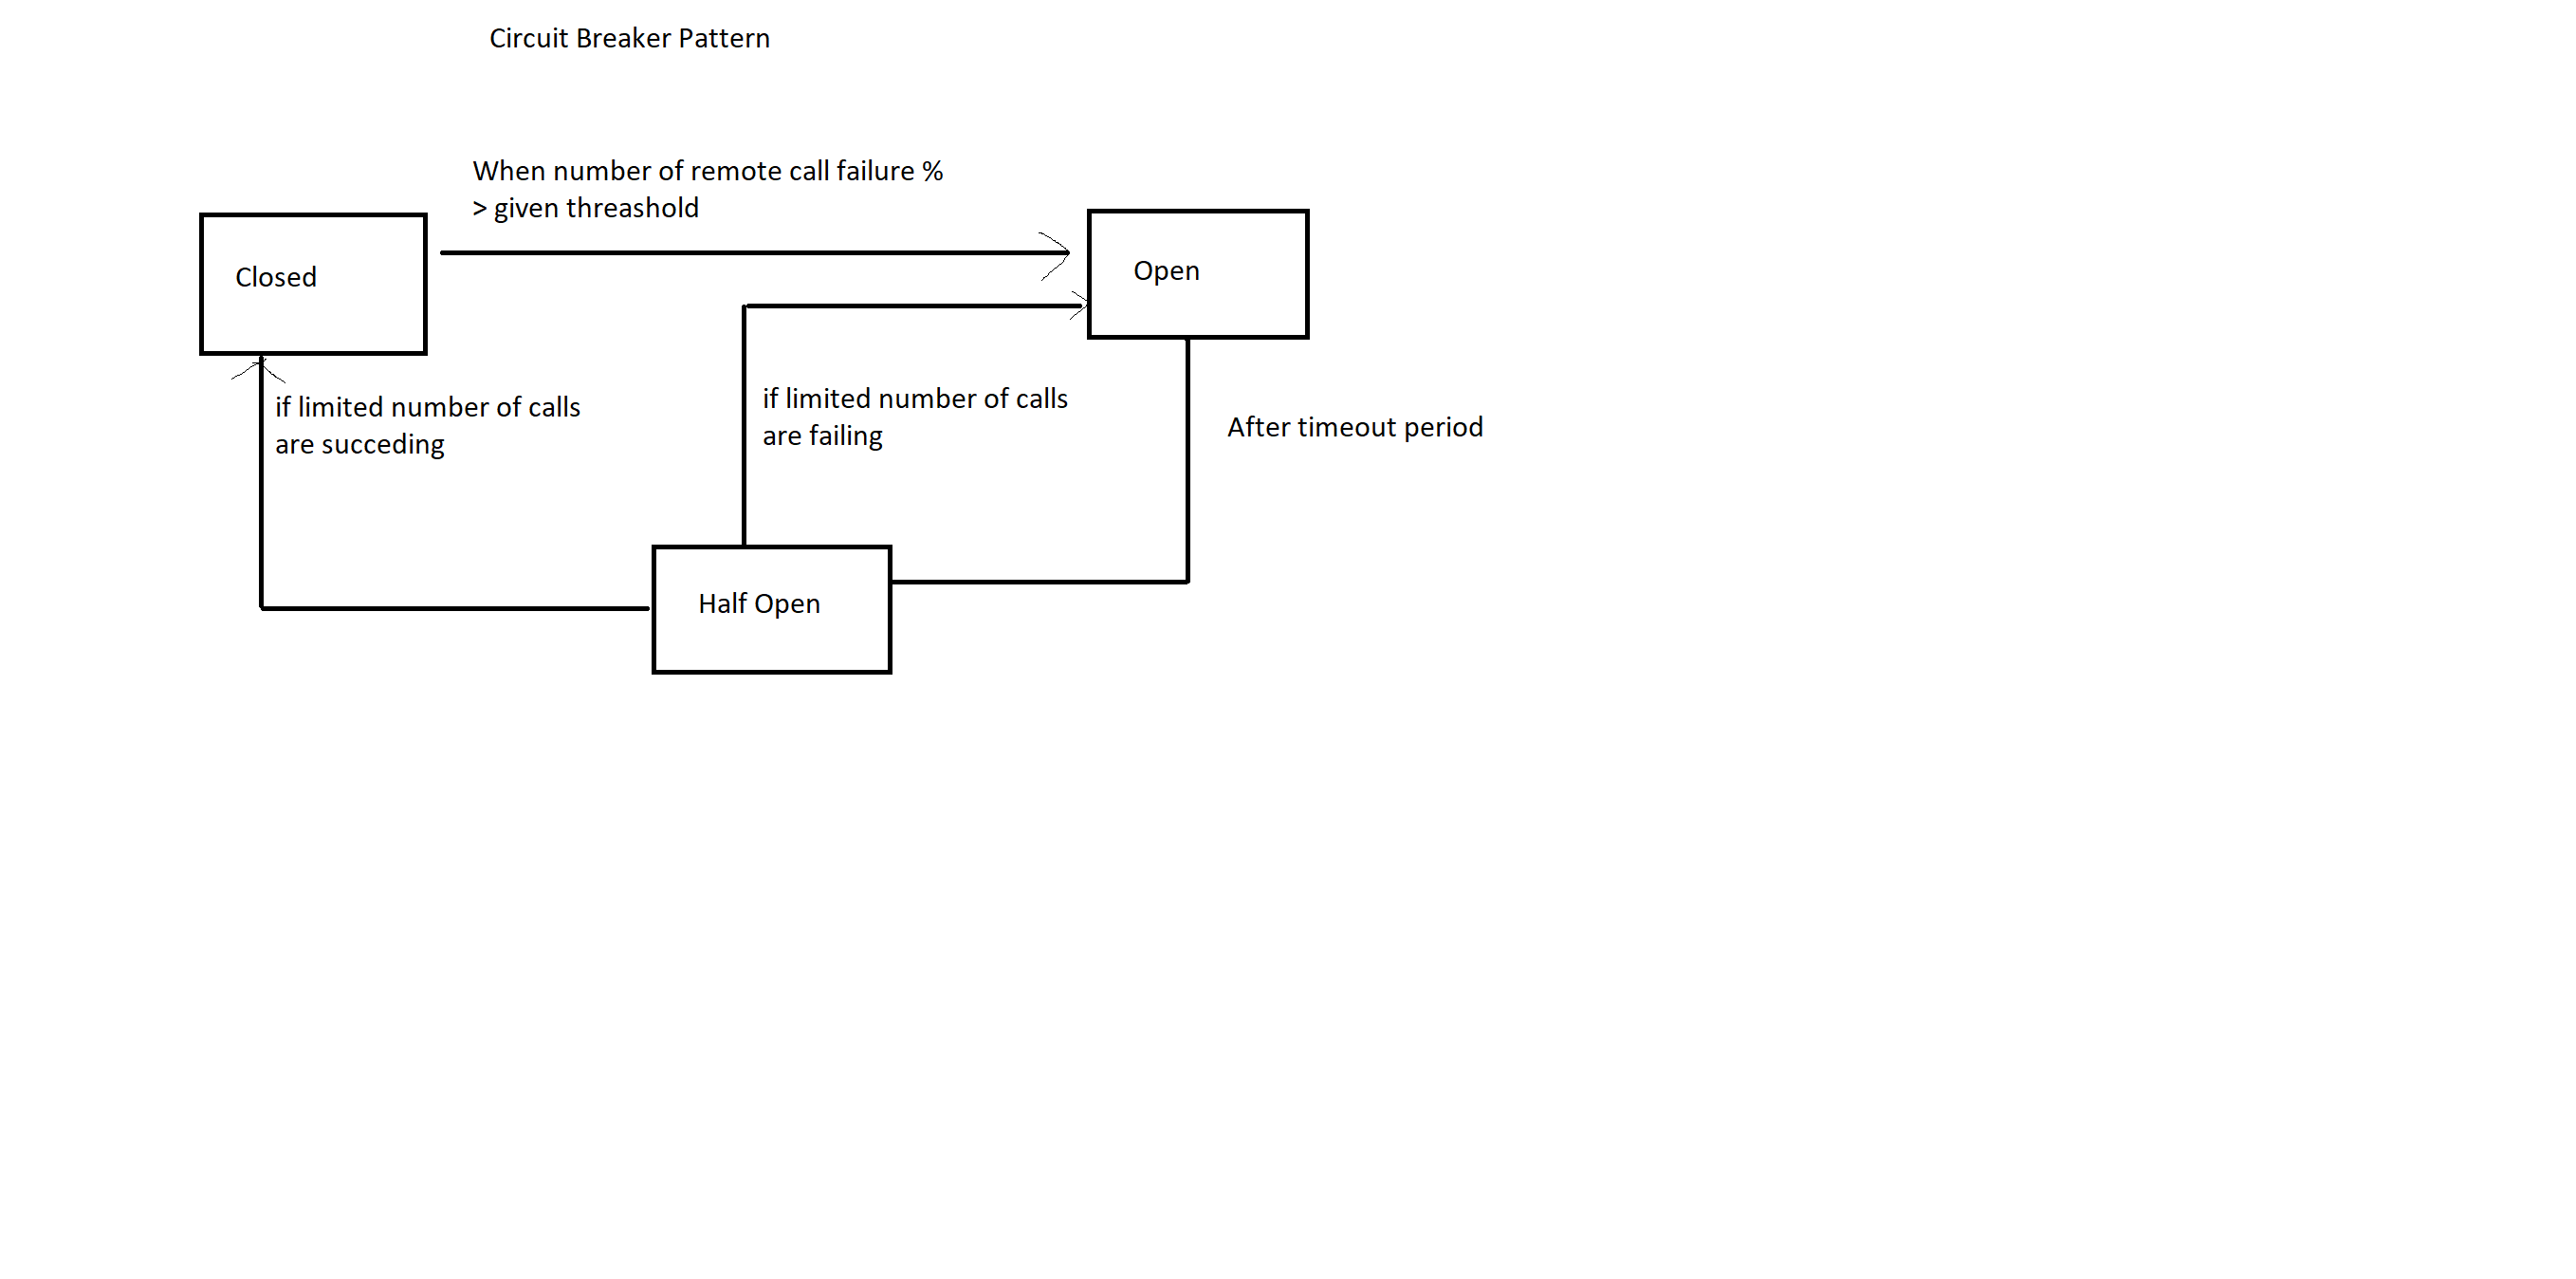 Circuit Breaker Pattern
When number of remote call failure %
> given threashold
Closed
Open
if limited number of calls
are succeding
if limited number of calls
are failing
After timeout period
Half Open